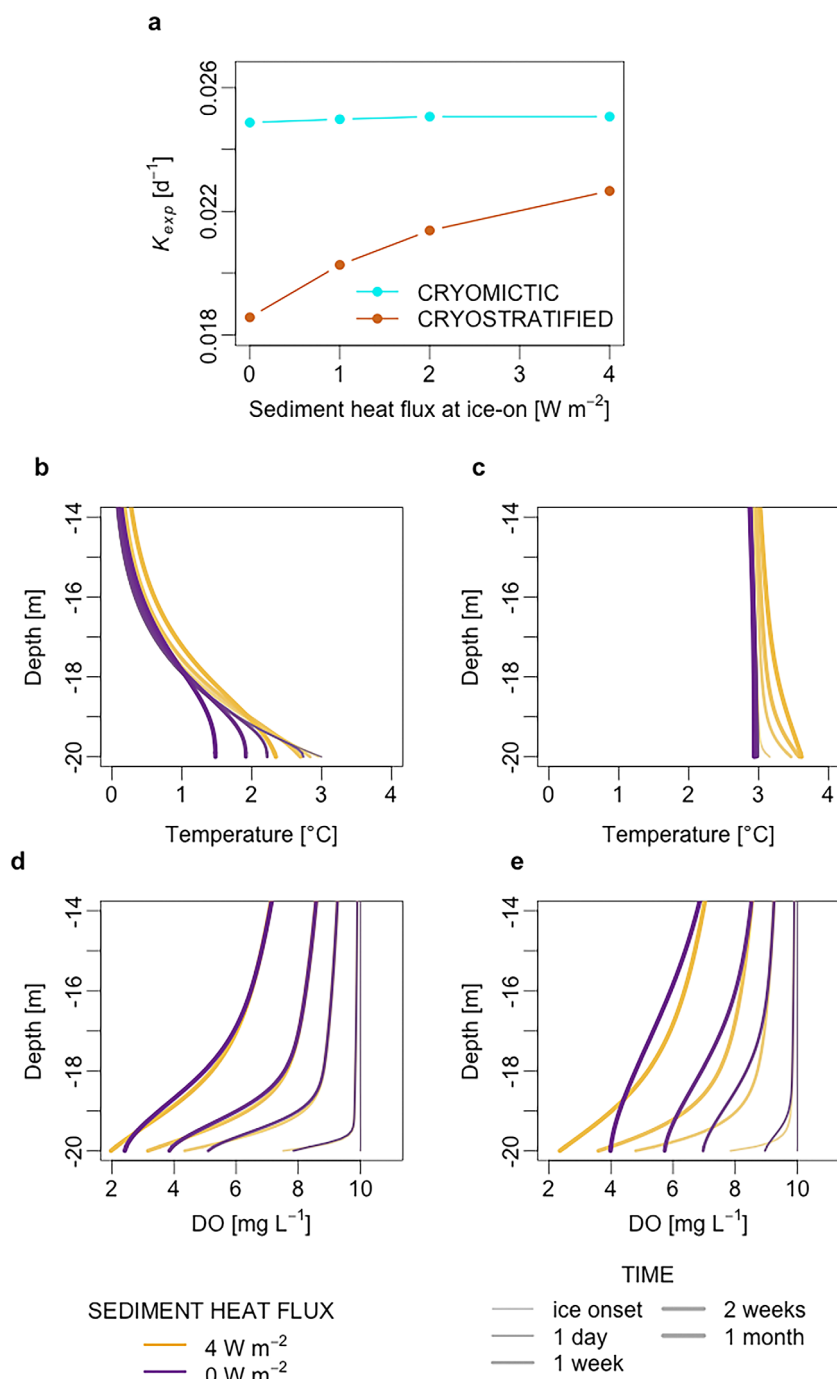 a
0.026
0.022
0.018
K_exp [d⁻¹]
CRYOMICTIC
CRYOSTRATIFIED
0 1 2 3 4
Sediment heat flux at ice-on [W m⁻²]
b
c
-14
-16
-18
-20
Depth [m]
0 1 2 3 4
Temperature [°C]
-14
-16
-18
-20
Depth [m]
0 1 2 3 4
Temperature [°C]
d
e
-14
-16
-18
-20
Depth [m]
2 4 6 8 10
DO [mg L⁻¹]
-14
-16
-18
-20
Depth [m]
2 4 6 8 10
DO [mg L⁻¹]
SEDIMENT HEAT FLUX
4 W m⁻²
0 W m⁻²
TIME
ice onset
1 day
1 week
2 weeks
1 month